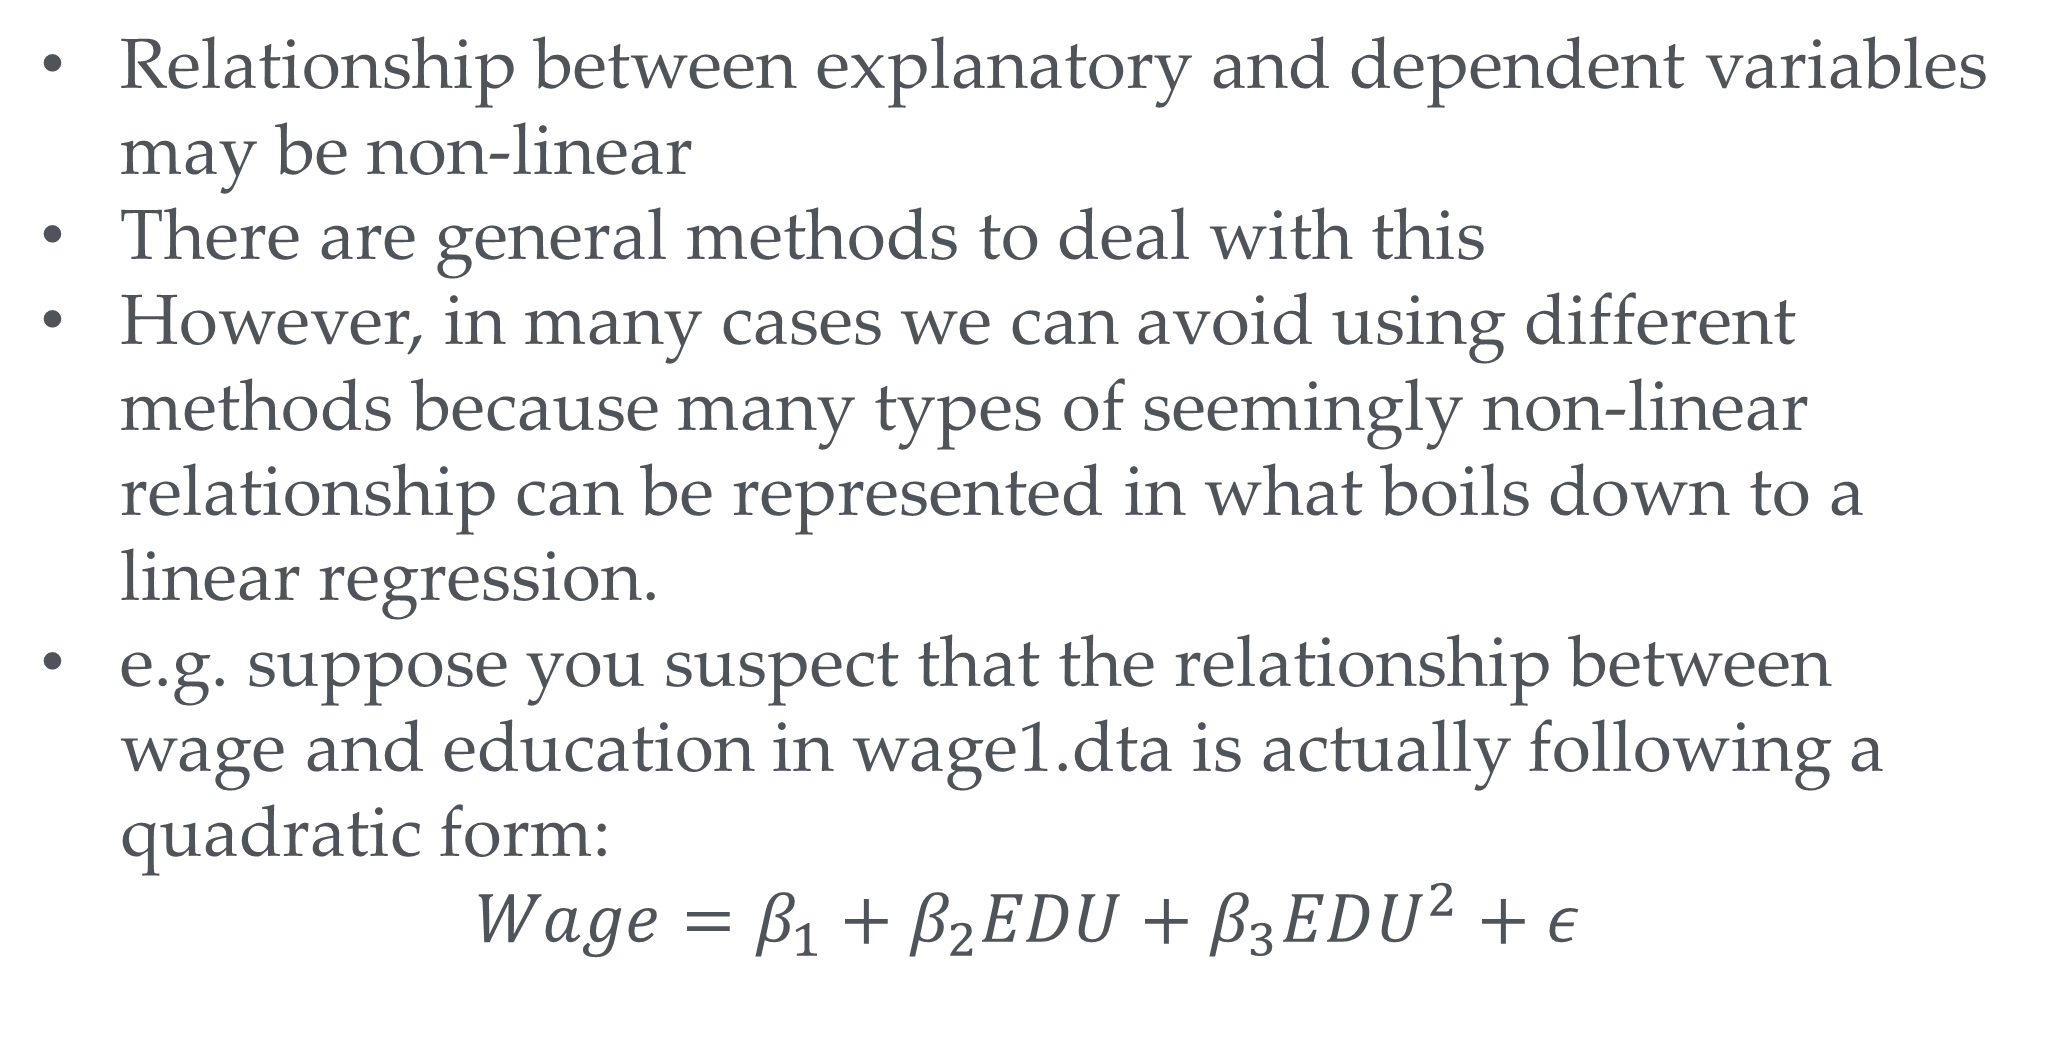 • Relationship between explanatory and dependent variables
may be non-linear
• There are general methods to deal with this
• However, in many cases we can avoid using different
methods because many types of seemingly non-linear
relationship can be represented in what boils down to a
linear regression.
• e.g. suppose you suspect that the relationship between
wage and education in wage1.dta is actually following a
quadratic form:
𝑊𝑎𝑔𝑒 = 𝛽₁ + 𝛽₂𝐸𝐷𝑈 + 𝛽₃𝐸𝐷𝑈² + 𝜖